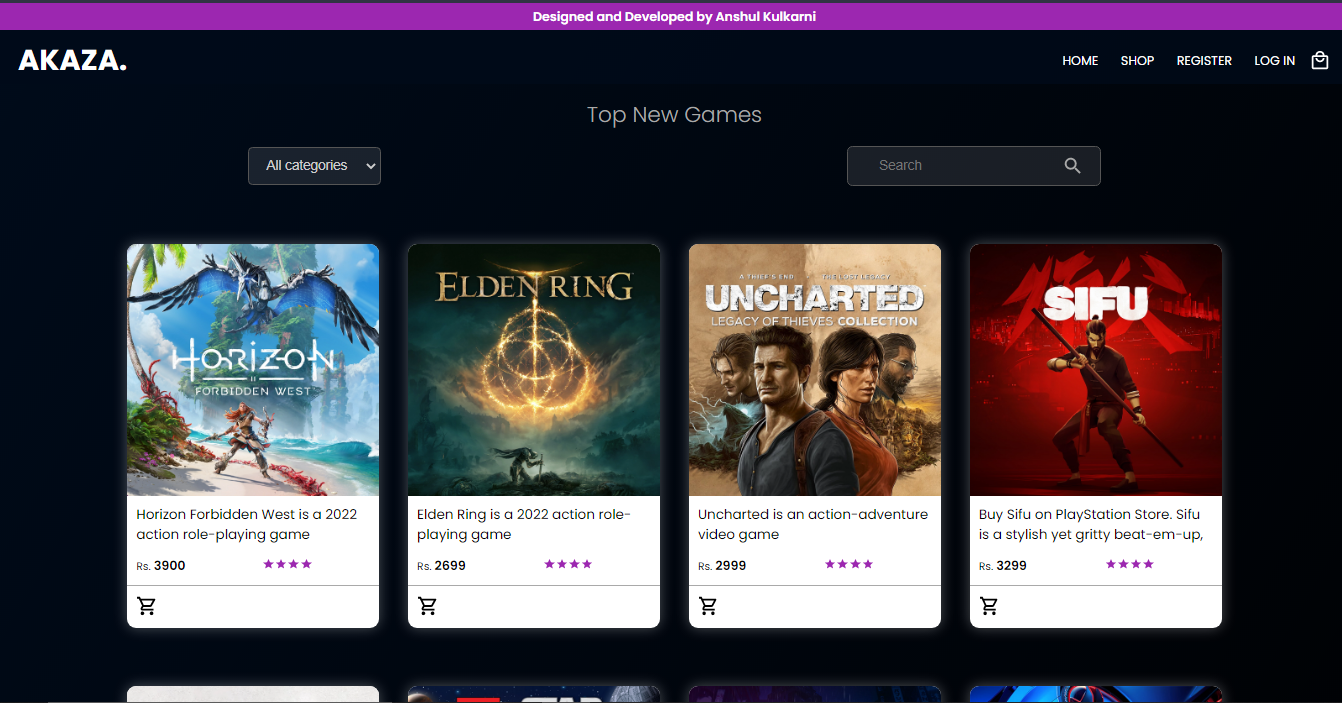 Designed and Developed by Anshul Kulkarni
AKAZA.
HOME SHOP REGISTER LOG IN
Top New Games
All categories
Search
HORIZON
II
FORBIDDEN WEST
ELDEN RING
A THIEF'S END THE LOST LEGACY
UNCHARTED
LEGACY OF THIEVES COLLECTION
SIFU
Horizon Forbidden West is a 2022
action role-playing game
Rs. 3900
Elden Ring is a 2022 action role-
playing game
Rs. 2699
Uncharted is an action-adventure
video game
Rs. 2999
Buy Sifu on PlayStation Store. Sifu
is a stylish yet gritty beat-em-up,
Rs. 3299
STAR